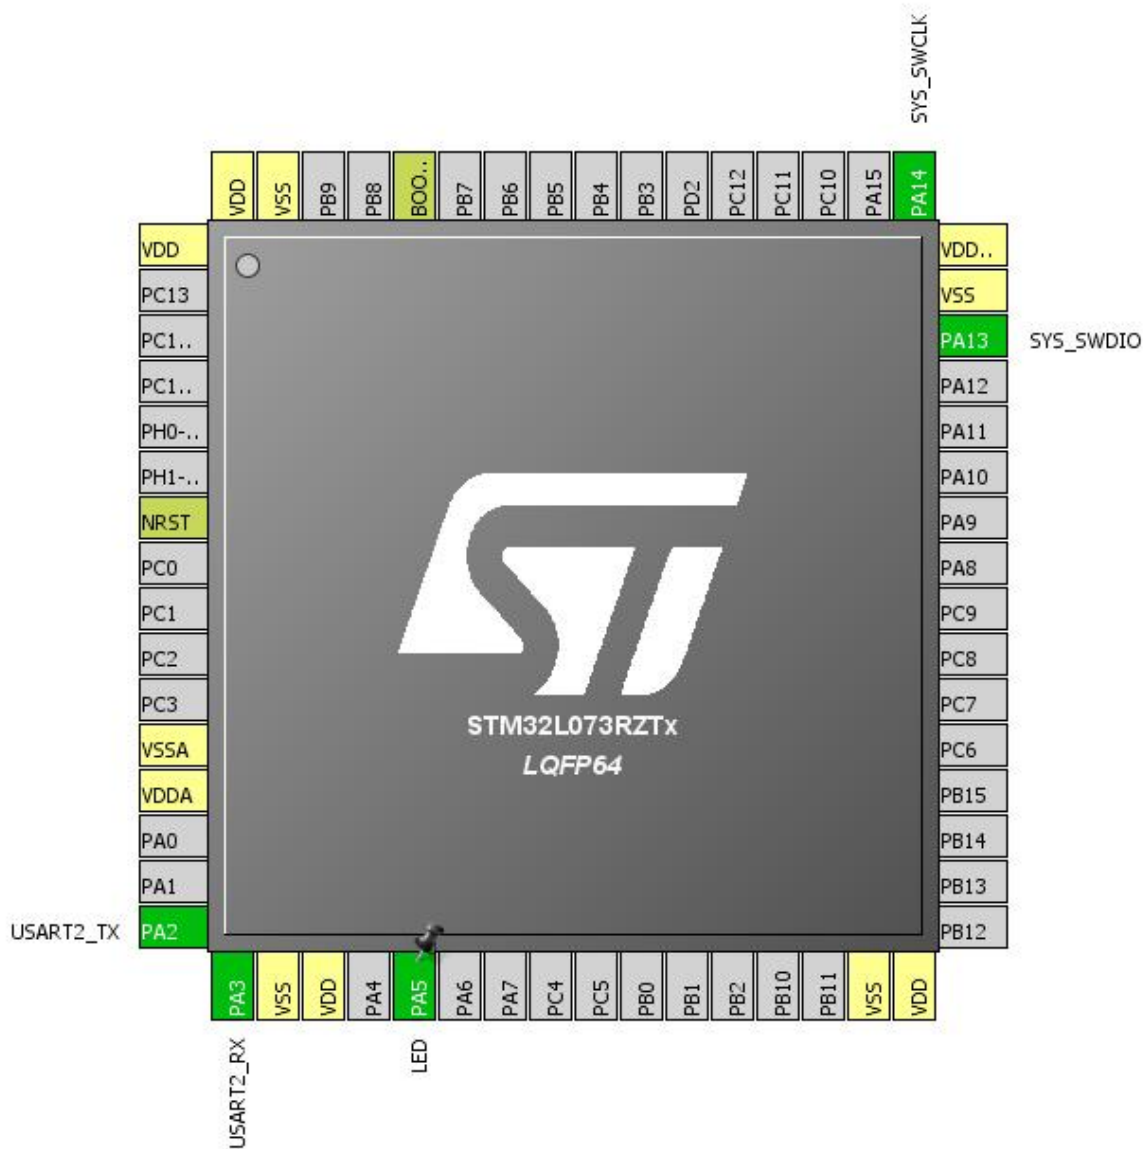 SYS_SWCLK
VDD
VSS
PB9
PB8
BOO..
PB7
PB6
PB5
PB4
PB3
PD2
PC12
PC11
PC10
PA15
PA14
VDD
PC13
PC1..
PC1..
PH0-..
PH1-..
NRST
PC0
PC1
PC2
PC3
VSSA
VDDA
PA0
PA1
USART2_TX PA2
ST
STM32L073RZTx
LQFP64
VDD..
VSS
PA13 SYS_SWDIO
PA12
PA11
PA10
PA9
PA8
PC9
PC8
PC7
PC6
PB15
PB14
PB13
PB12
PA3
VSS
VDD
PA4
PA5
PA6
PA7
PC4
PC5
PB0
PB1
PB2
PB10
PB11
VSS
VDD
USART2_RX
LED